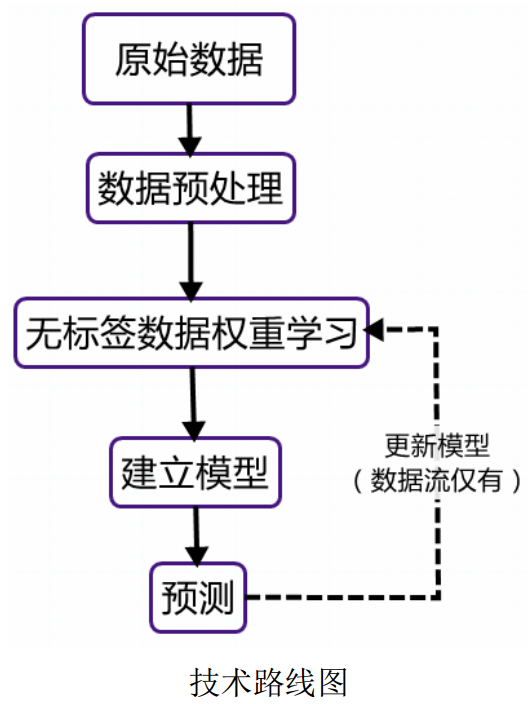 原始数据
数据预处理
无标签数据权重学习
更新模型
（数据流仅有）
建立模型
预测
技术路线图